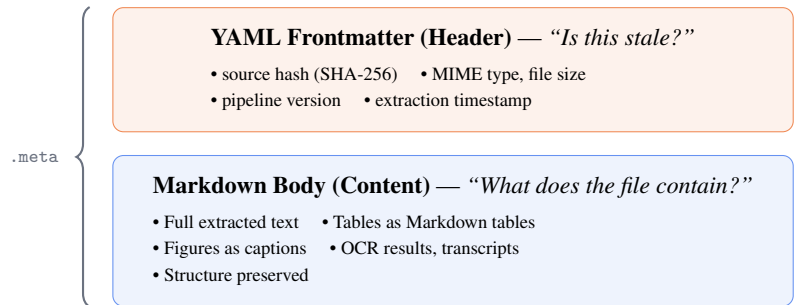 YAML Frontmatter (Header) — “Is this stale?”
• source hash (SHA-256) • MIME type, file size
• pipeline version • extraction timestamp
.meta
Markdown Body (Content) — “What does the file contain?”
• Full extracted text • Tables as Markdown tables
• Figures as captions • OCR results, transcripts
• Structure preserved